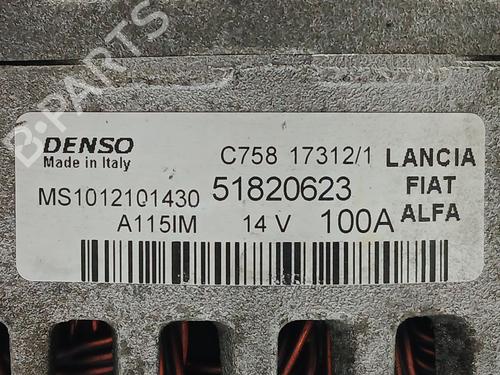 B-PARTS
DENSO
Made in Italy
C758 17312/1
LANCIA
MS1012101430
51820623
FIAT
A115IM
14 V
100A
ALFA